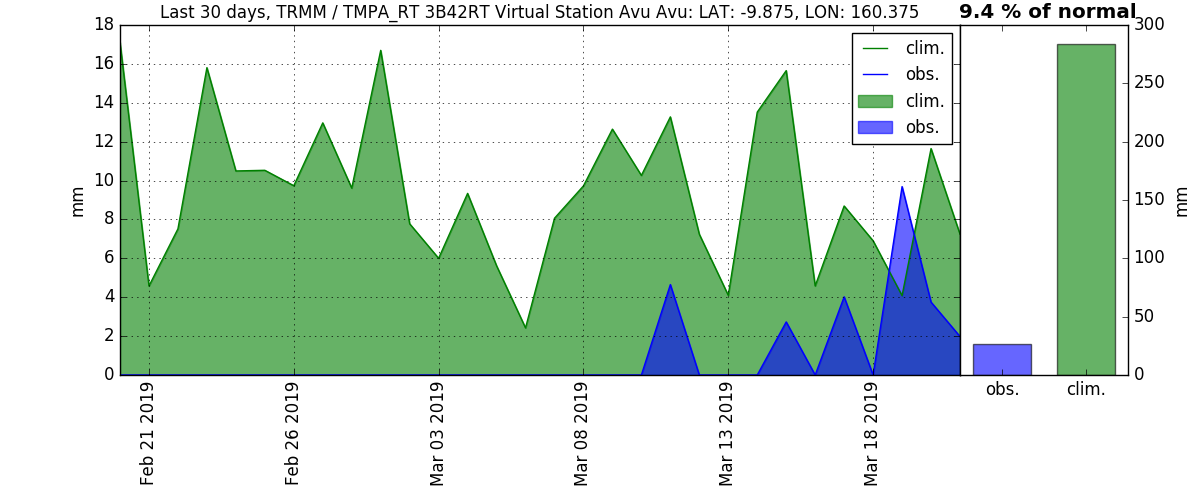 Last 30 days, TRMM / TMPA_RT 3B42RT Virtual Station Avu Avu: LAT: -9.875, LON: 160.375
9.4 % of normal
18
16
14
12
10
8
6
4
2
0
mm
clim.
obs.
clim.
obs.
Feb 21 2019
Feb 26 2019
Mar 03 2019
Mar 08 2019
Mar 13 2019
Mar 18 2019
300
250
200
150
100
50
0
mm
obs.
clim.